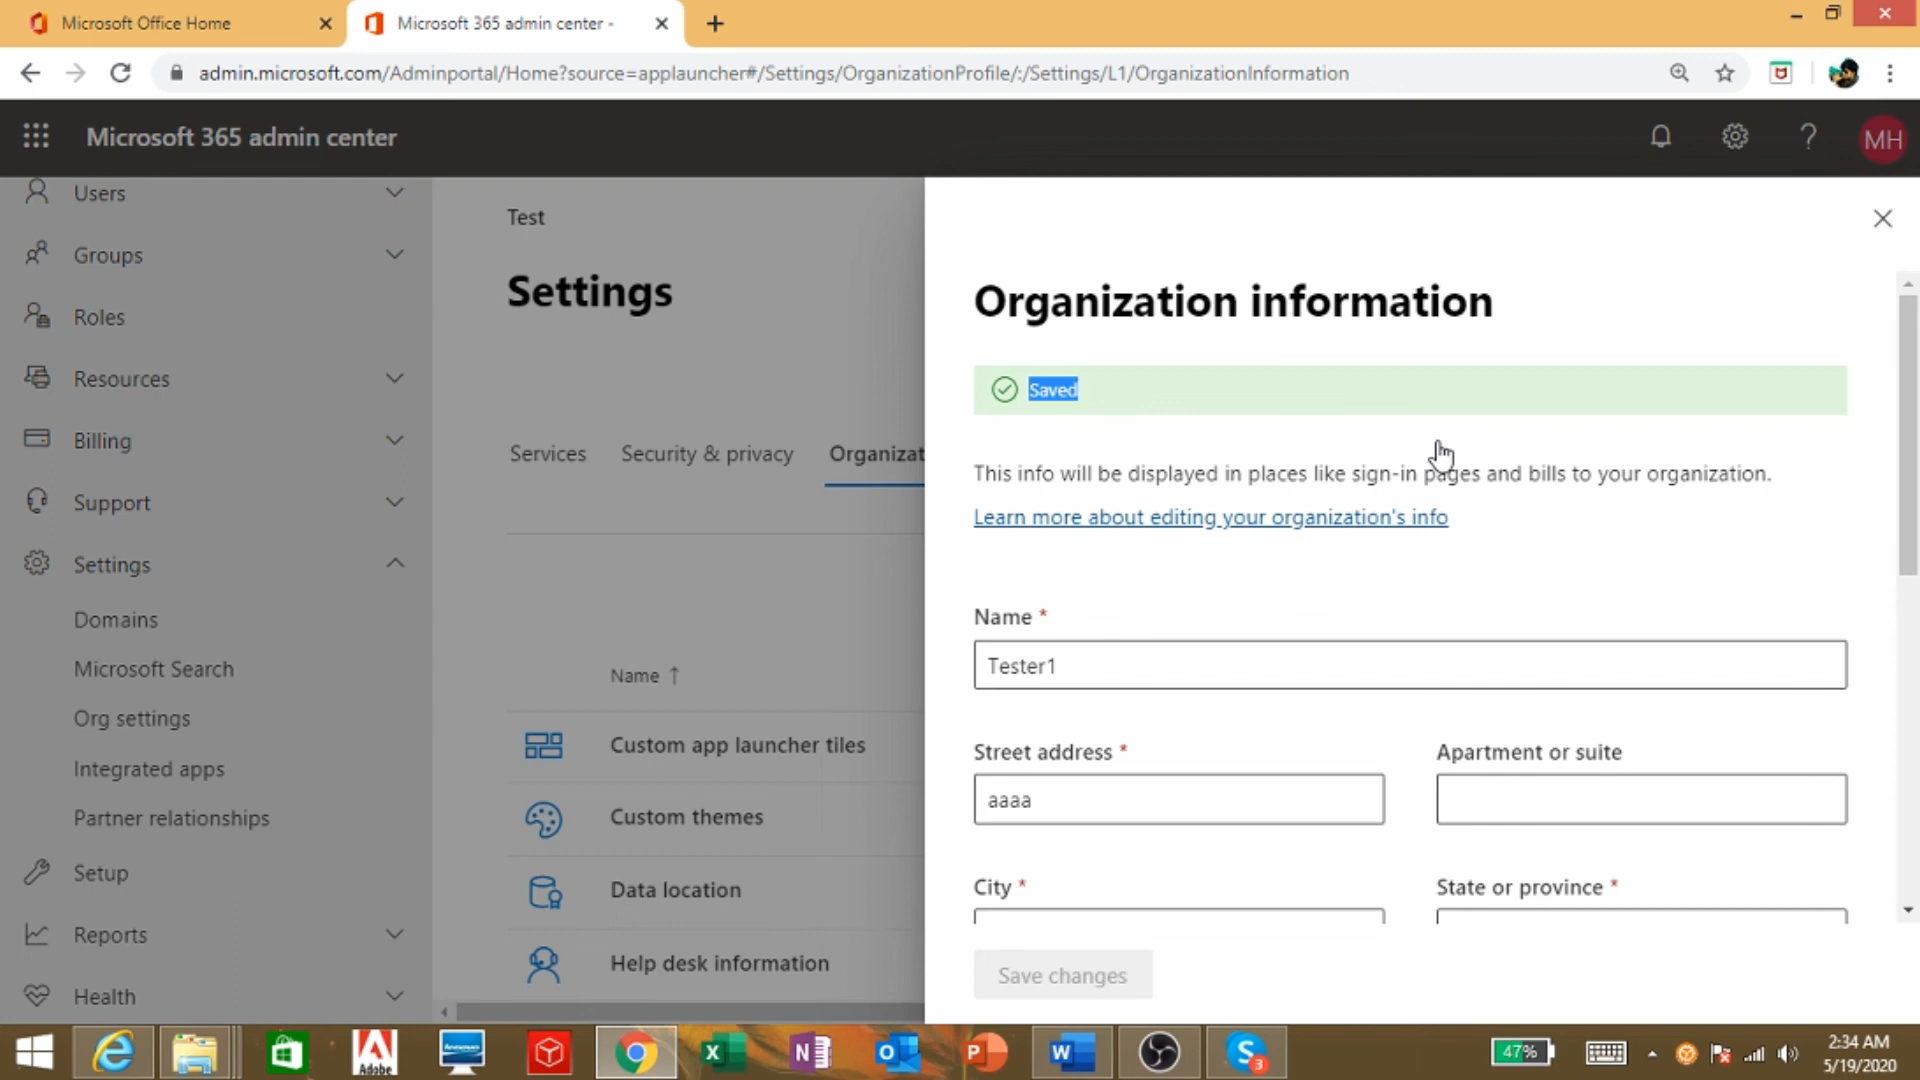 Microsoft Office Home
Microsoft 365 admin center -
admin.microsoft.com/Adminportal/Home?source=applauncher#/Settings/OrganizationProfile/:/Settings/L1/OrganizationInformation
Microsoft 365 admin center
MH
Users
Groups
Roles
Resources
Billing
Support
Settings
Domains
Microsoft Search
Org settings
Integrated apps
Partner relationships
Setup
Reports
Health
Test
Settings
Services Security & privacy Organizat
Name ↑
Custom app launcher tiles
Custom themes
Data location
Help desk information
Organization information
Saved
This info will be displayed in places like sign-in pages and bills to your organization.
Learn more about editing your organization's info
Name *
Tester1
Street address * Apartment or suite
aaaa
City * State or province *
Save changes
Adobe
47%
3
2:34 AM
5/19/2020